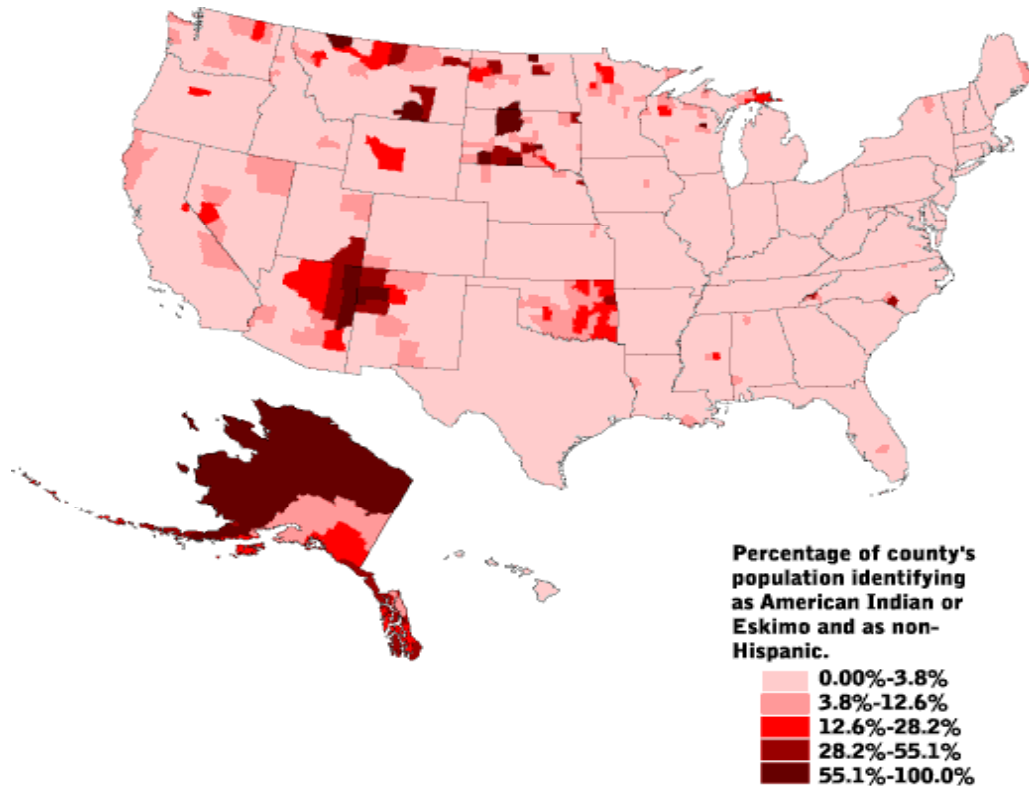 Percentage of county's
population identifying
as American Indian or
Eskimo and as non-
Hispanic.
0.00%-3.8%
3.8%-12.6%
12.6%-28.2%
28.2%-55.1%
55.1%-100.0%